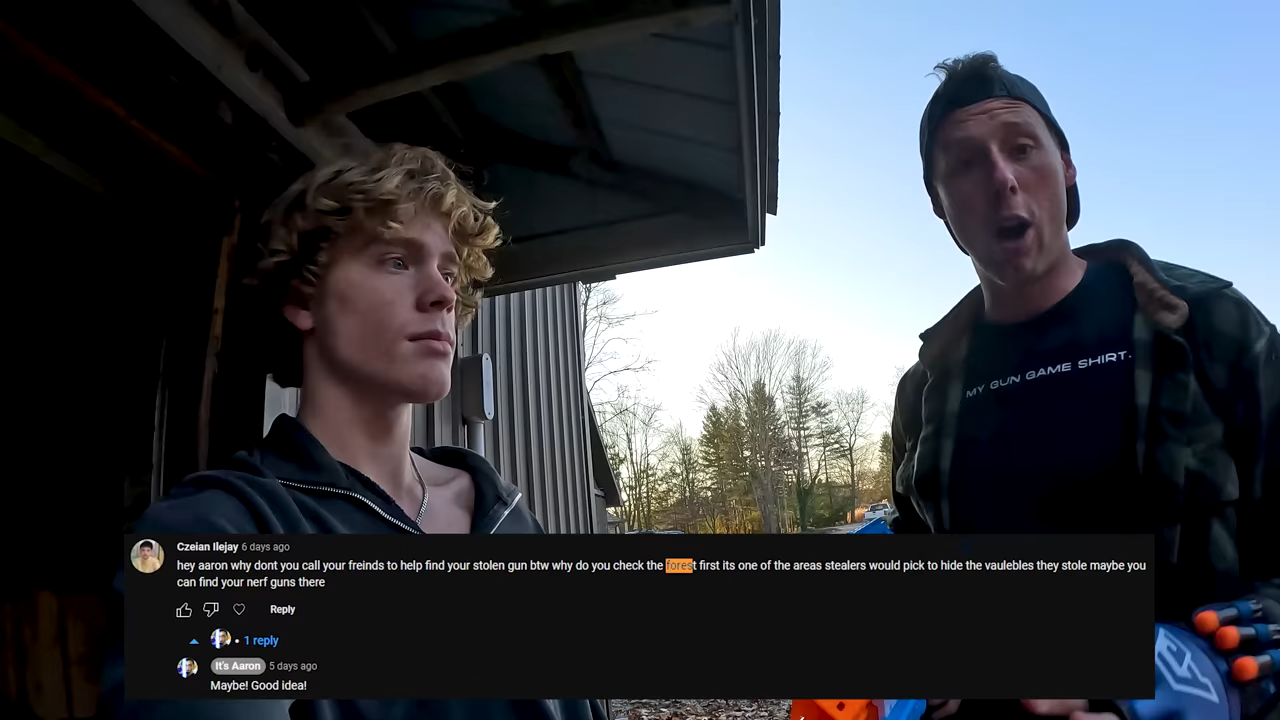 MY GUN GAME SHIRT.
Czeian Ilejay 6 days ago
hey aaron why dont you call your freinds to help find your stolen gun btw why do you check the forest first its one of the areas stealers would pick to hide the vaulebles they stole maybe you
can find your nerf guns there
Reply
• 1 reply
It's Aaron 5 days ago
Maybe! Good idea!